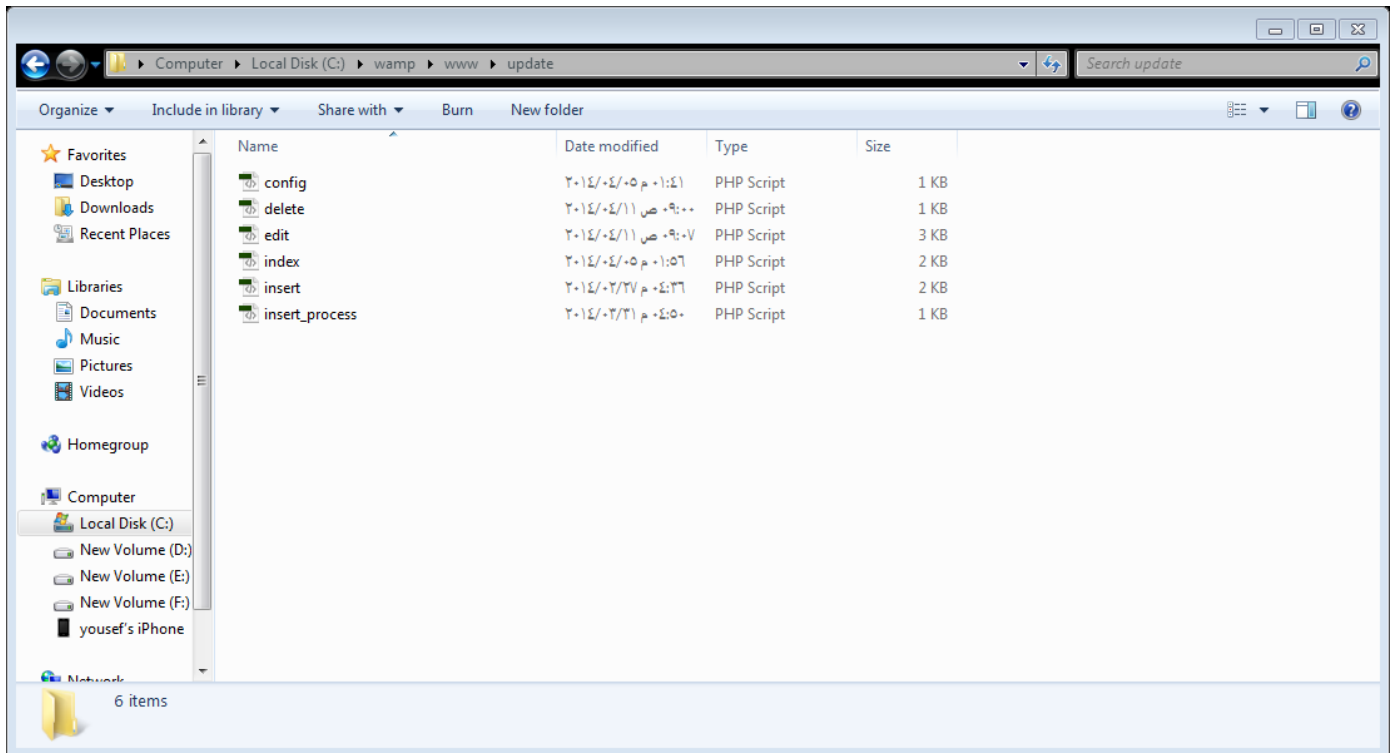 Computer Local Disk (C:) wamp www update
Search update
Organize Include in library Share with Burn New folder
Name Date modified Type Size
Favorites
Desktop
Downloads
Recent Places
Libraries
Documents
Music
Pictures
Videos
Homegroup
Computer
Local Disk (C:)
New Volume (D:)
New Volume (E:)
New Volume (F:)
yousef's iPhone
Network
config ٢٠١٤/٠٤/٠٥ م ٠١:٤١ PHP Script 1 KB
delete ٢٠١٤/٠٤/١١ ص ٠٩:٠٠ PHP Script 1 KB
edit ٢٠١٤/٠٤/١١ ص ٠٩:٠٧ PHP Script 3 KB
index ٢٠١٤/٠٤/٠٥ م ٠١:٥٦ PHP Script 2 KB
insert م PHP Script 2 KB
insert_process ٢٠١٤/٠٣/٣١ م ٠٤:٥٠ PHP Script 1 KB
6 items